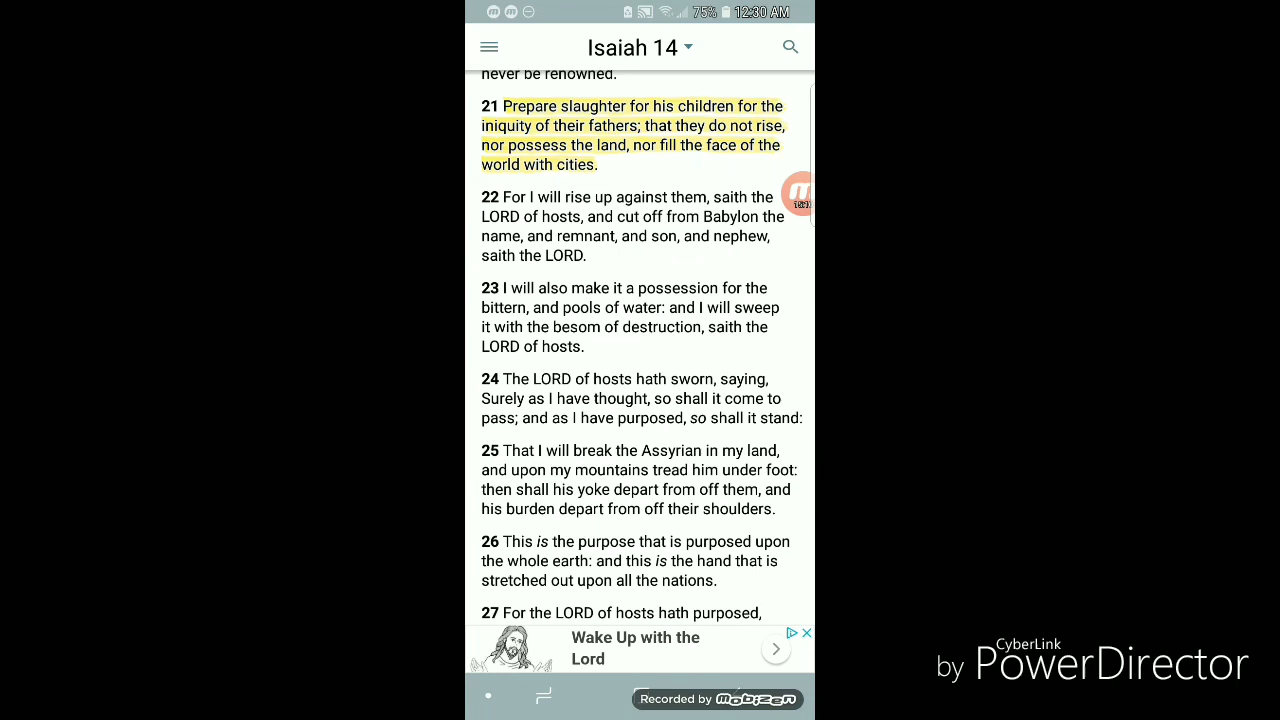 75% 12:30 AM
Isaiah 14
never be renowned.
21 Prepare slaughter for his children for the
iniquity of their fathers; that they do not rise,
nor possess the land, nor fill the face of the
world with cities.
22 For I will rise up against them, saith the
LORD of hosts, and cut off from Babylon the
name, and remnant, and son, and nephew,
saith the LORD.
23 I will also make it a possession for the
bittern, and pools of water: and I will sweep
it with the besom of destruction, saith the
LORD of hosts.
24 The LORD of hosts hath sworn, saying,
Surely as I have thought, so shall it come to
pass; and as I have purposed, so shall it stand:
25 That I will break the Assyrian in my land,
and upon my mountains tread him under foot:
then shall his yoke depart from off them, and
his burden depart from off their shoulders.
26 This is the purpose that is purposed upon
the whole earth: and this is the hand that is
stretched out upon all the nations.
27 For the LORD of hosts hath purposed,
Wake Up with the
Lord
Recorded by mobizen
CyberLink
by PowerDirector